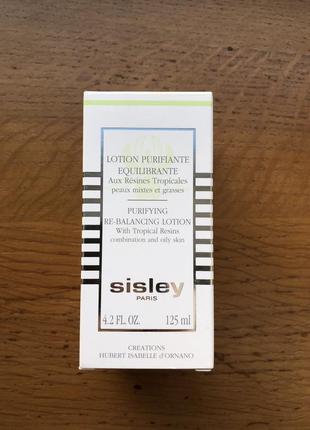 LOTION PURIFIANTE
EQUILIBRANTE
Aux Résines Tropicales
peaux mixtes et grasses
PURIFYING
RE-BALANCING LOTION
With Tropical Resins
combination and oily skin
sisley
PARIS
4.2 FL. OZ. 125 ml
CREATIONS
HUBERT ISABELLE d'ORNANO